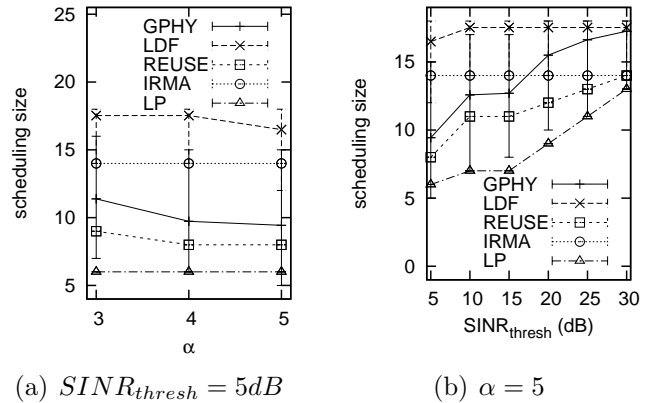 scheduling size
25
20
15
10
5
GPHY
LDF
REUSE
IRMA
LP
3
4
5
α
(a) SINR_thresh = 5dB
scheduling size
15
10
5
0
GPHY
LDF
REUSE
IRMA
LP
5
10
15
20
25
30
SINR_thresh (dB)
(b) α = 5